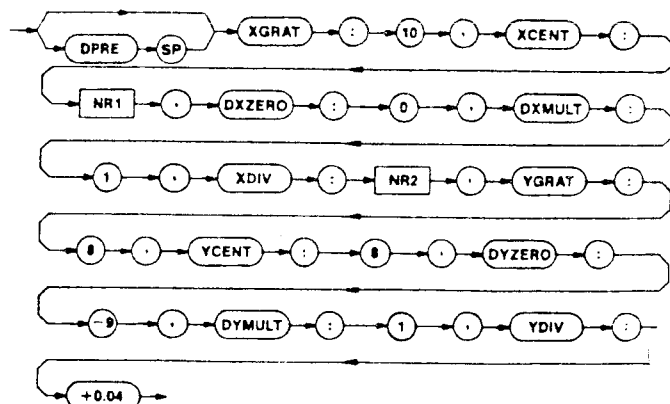 DPRE SP XGRAT : 10 , XCENT :
NR1 , DXZERO : 0 , DXMULT :
1 , XDIV : NR2 , YGRAT :
8 , YCENT : 8 , DYZERO :
-9 , DYMULT : 1 , YDIV :
+0.04